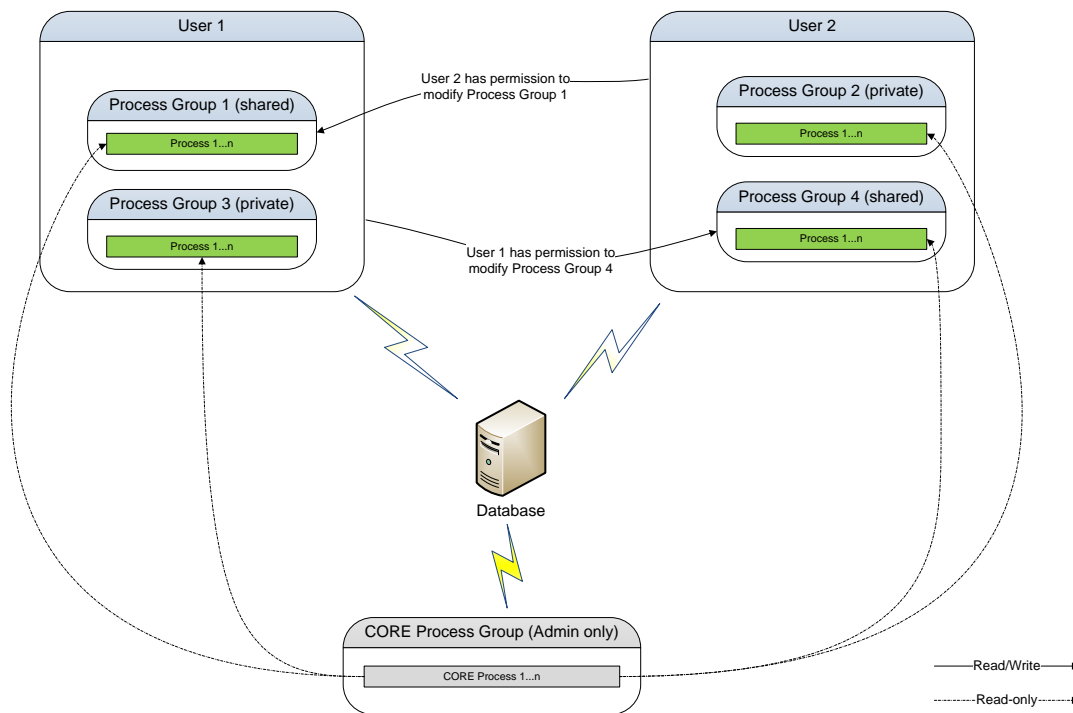 User 1
User 2
User 2 has permission to
modify Process Group 1
Process Group 1 (shared)
Process 1...n
Process Group 2 (private)
Process 1...n
Process Group 3 (private)
Process 1...n
Process Group 4 (shared)
Process 1...n
User 1 has permission to
modify Process Group 4
Database
CORE Process Group (Admin only)
CORE Process 1...n
Read/Write
Read-only